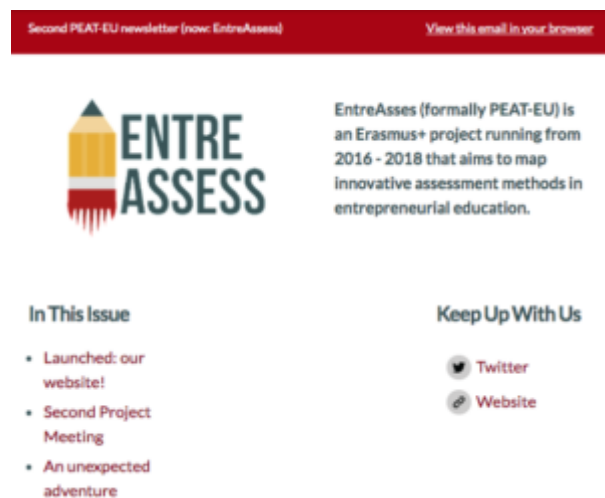 Second PEAT-EU newsletter (now: EntreAssess)
View this email in your browser
ENTRE
ASSESS
EntreAsses (formally PEAT-EU) is
an Erasmus+ project running from
2016 - 2018 that aims to map
innovative assessment methods in
entrepreneurial education.
In This Issue
• Launched: our
website!
• Second Project
Meeting
• An unexpected
adventure
Keep Up With Us
Twitter
Website